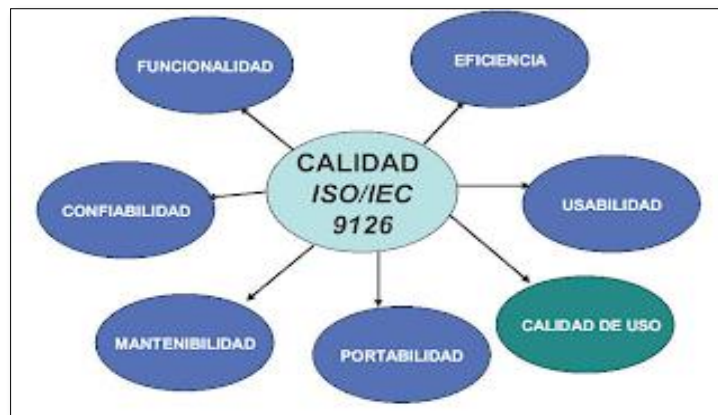 FUNCIONALIDAD
EFICIENCIA
CALIDAD
ISO/IEC
9126
CONFIABILIDAD
USABILIDAD
MANTENIBILIDAD
PORTABILIDAD
CALIDAD DE USO